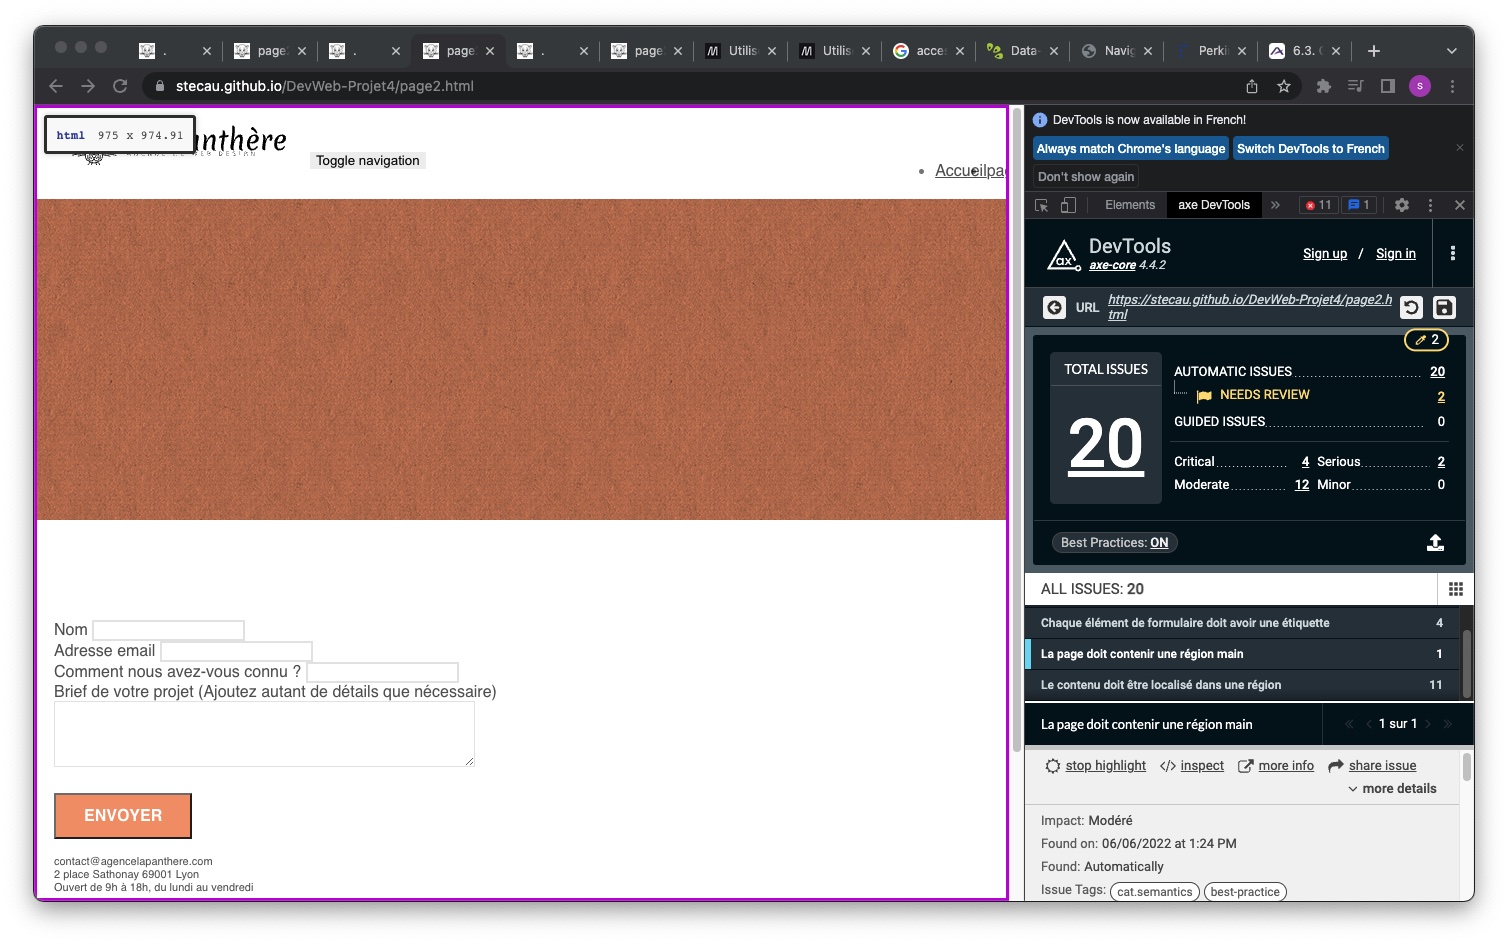 .
page
.
page
.
page
Utilis
Utilis
acce
Data-
Navig
Perki
6.3.
stecau.github.io/DevWeb-Projet4/page2.html
s
html 975 x 974.91
anthère
Toggle navigation
Accueil
DevTools is now available in French!
Always match Chrome's language
Switch DevTools to French
Don't show again
Elements
axe DevTools
11
1
ax
DevTools
axe-core 4.4.2
Sign up / Sign in
URL
https://stecau.github.io/DevWeb-Projet4/page2.h
tml
2
TOTAL ISSUES
20
AUTOMATIC ISSUES 20
NEEDS REVIEW 2
GUIDED ISSUES 0
Critical 4 Serious 2
Moderate 12 Minor 0
Best Practices: ON
ALL ISSUES: 20
Chaque élément de formulaire doit avoir une étiquette 4
La page doit contenir une région main 1
Le contenu doit être localisé dans une région 11
La page doit contenir une région main
1 sur 1
stop highlight
</> inspect
more info
share issue
more details
Impact: Modéré
Found on: 06/06/2022 at 1:24 PM
Found: Automatically
Issue Tags: cat.semantics best-practice
Nom
Adresse email
Comment nous avez-vous connu ?
Brief de votre projet (Ajoutez autant de détails que nécessaire)
ENVOYER
contact@agencelapanthere.com
2 place Sathonay 69001 Lyon
Ouvert de 9h à 18h, du lundi au vendredi